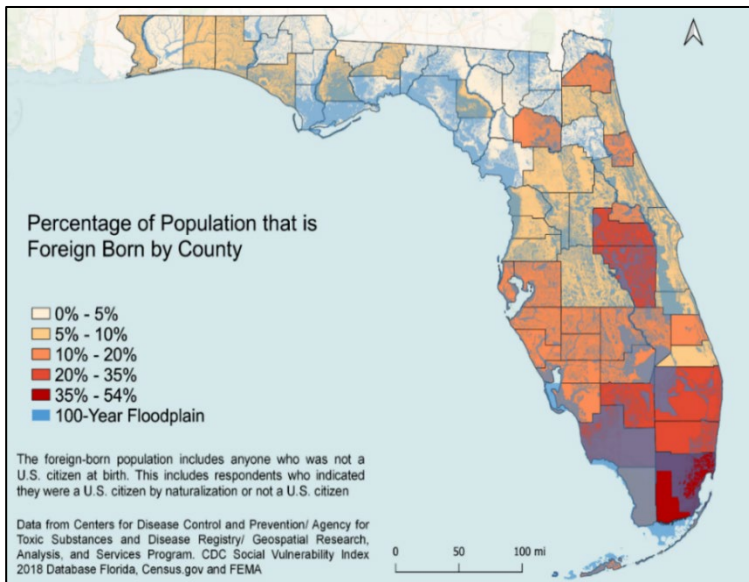 Percentage of Population that is
Foreign Born by County
0% - 5%
5% - 10%
10% - 20%
20% - 35%
35% - 54%
100-Year Floodplain
The foreign-born population includes anyone who was not a
U.S. citizen at birth. This includes respondents who indicated
they were a U.S. citizen by naturalization or not a U.S. citizen
Data from Centers for Disease Control and Prevention/ Agency for
Toxic Substances and Disease Registry/ Geospatial Research,
Analysis, and Services Program. CDC Social Vulnerability Index
2018 Database Florida, Census.gov and FEMA
0 50 100 mi